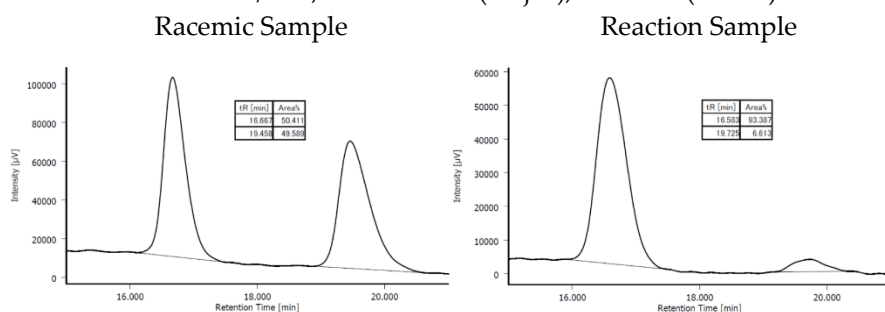 Racemic Sample
Reaction Sample
tR [min] Area%
16.667 50.411
19.458 49.589
100000
80000
60000
40000
20000
0
Intensity [µV]
16.000 18.000 20.000
Retention Time [min]
tR [min] Area%
16.583 93.387
19.725 6.613
60000
50000
40000
30000
20000
10000
0
Intensity [µV]
16.000 18.000 20.000
Retention Time [min]